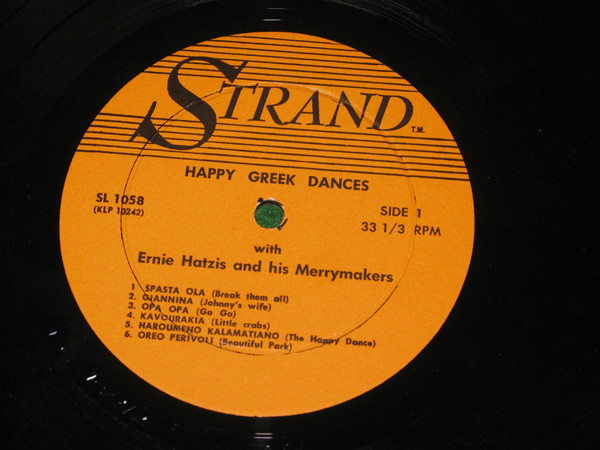 STRAND T.M.
HAPPY GREEK DANCES
SL 1058
(KLP 10242)
SIDE 1
33 1/3 RPM
with
Ernie Hatzis and his Merrymakers
1 SPASTA OLA (Break them all)
2. GIANNINA (Johnny's wife)
3. OPA OPA (Go Go)
4. KAVOURAKIA (Little crabs)
5. HAROUMENO KALAMATIANO (The Happy Dance)
6. OREO PERIVOLI (Beautiful Park)